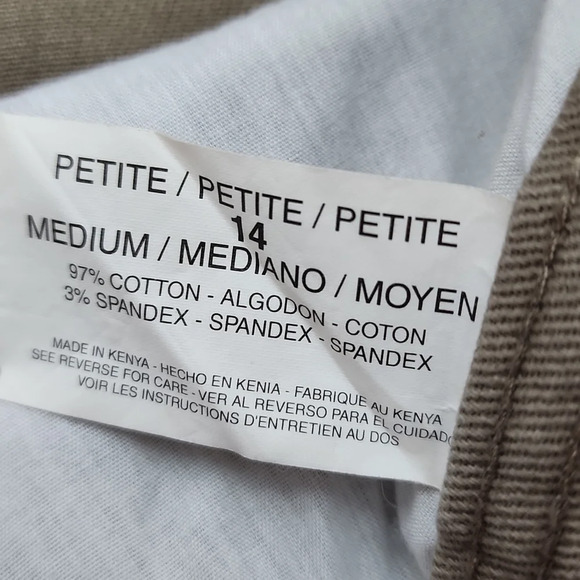 PETITE / PETITE / PETITE
14
MEDIUM / MEDIANO / MOYEN
97% COTTON - ALGODON - COTON
3% SPANDEX - SPANDEX - SPANDEX
MADE IN KENYA - HECHO EN KENIA - FABRIQUE AU KENYA
SEE REVERSE FOR CARE - VER AL REVERSO PARA EL CUIDADO
VOIR LES INSTRUCTIONS D'ENTRETIEN AU DOS